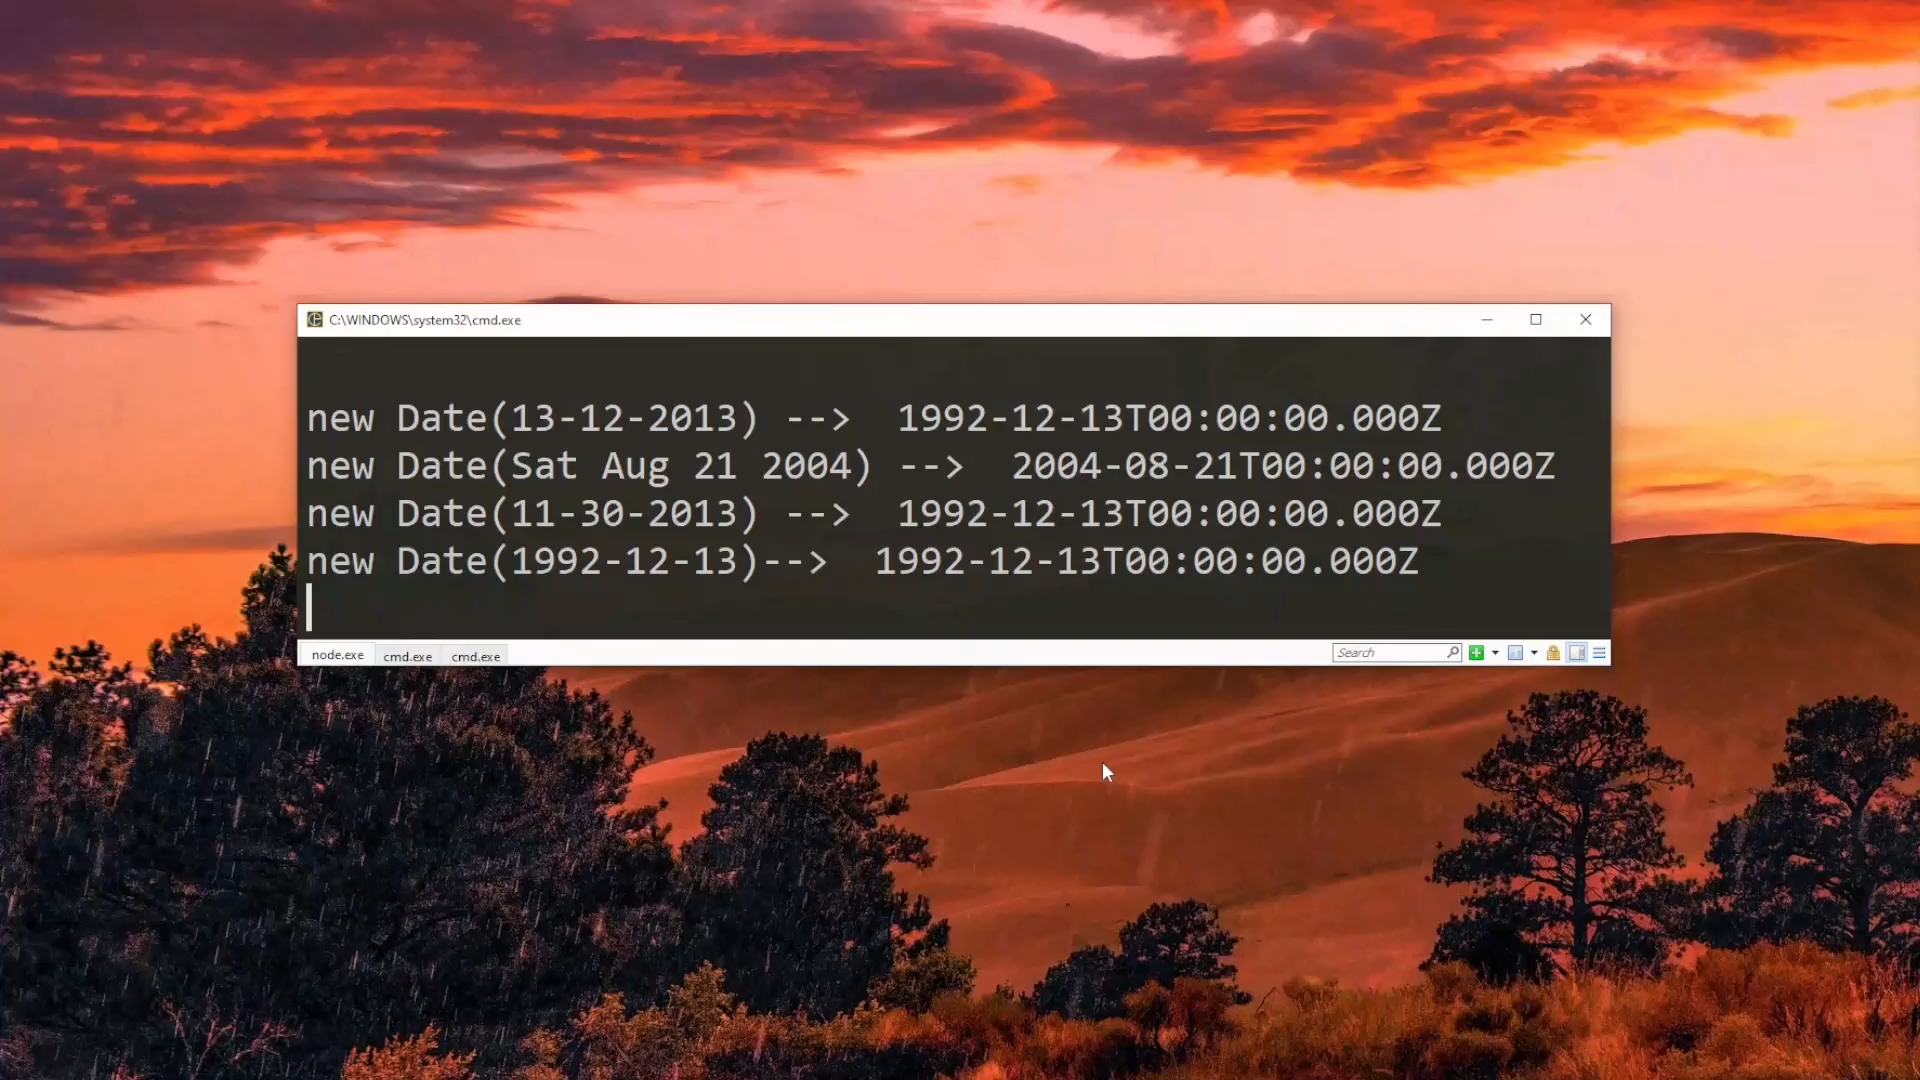 C:\WINDOWS\system32\cmd.exe
new Date(13-12-2013) -->  1992-12-13T00:00:00.000Z
new Date(Sat Aug 21 2004) -->  2004-08-21T00:00:00.000Z
new Date(11-30-2013) -->  1992-12-13T00:00:00.000Z
new Date(1992-12-13)-->  1992-12-13T00:00:00.000Z
node.exe cmd.exe cmd.exe Search